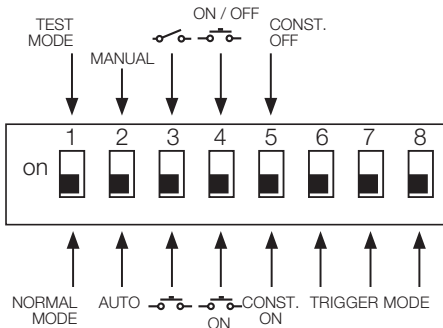 ON / OFF
TEST MODE
CONST. OFF
MANUAL
1 2 3 4 5 6 7 8
on
NORMAL MODE
AUTO
ON
CONST. ON
TRIGGER MODE